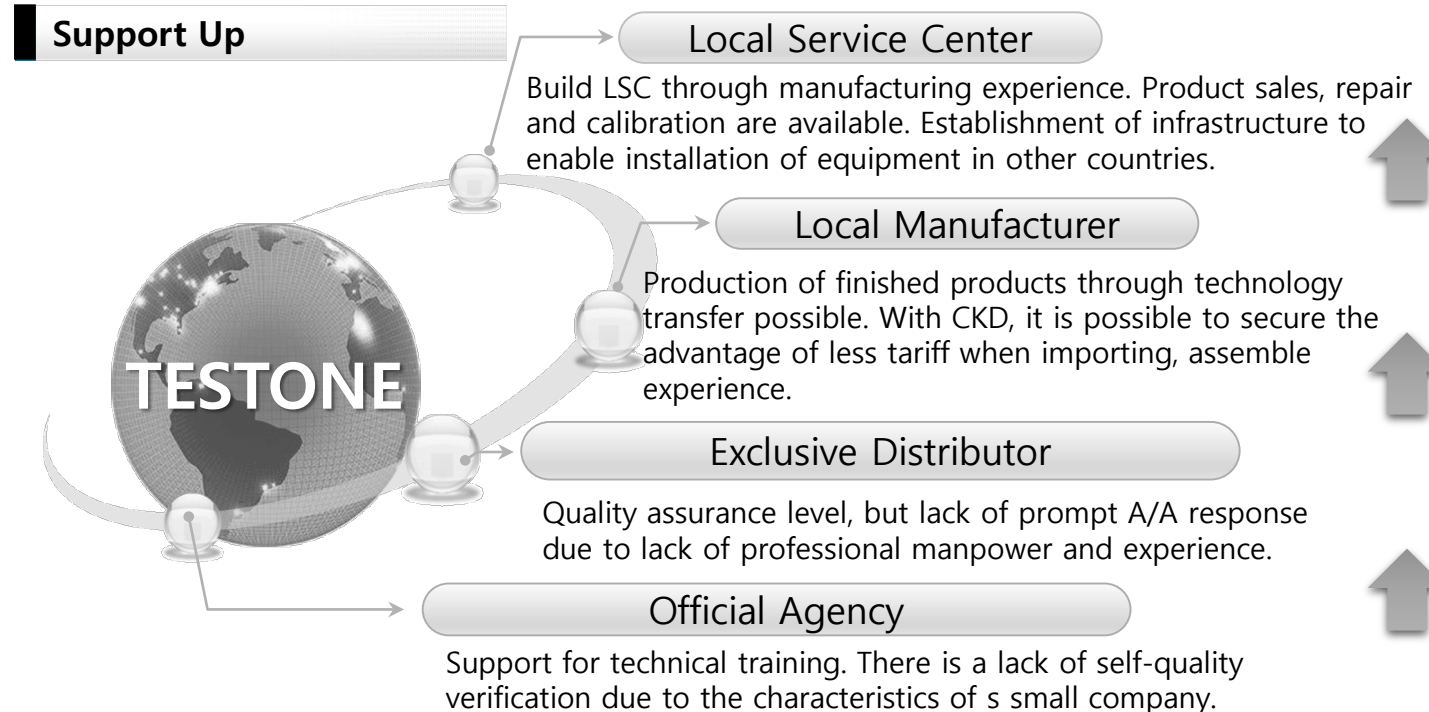 Support Up
Local Service Center
Build LSC through manufacturing experience. Product sales, repair
and calibration are available. Establishment of infrastructure to
enable installation of equipment in other countries.
Local Manufacturer
Production of finished products through technology
transfer possible. With CKD, it is possible to secure the
advantage of less tariff when importing, assemble
experience.
TESTONE
Exclusive Distributor
Quality assurance level, but lack of prompt A/A response
due to lack of professional manpower and experience.
Official Agency
Support for technical training. There is a lack of self-quality
verification due to the characteristics of s small company.